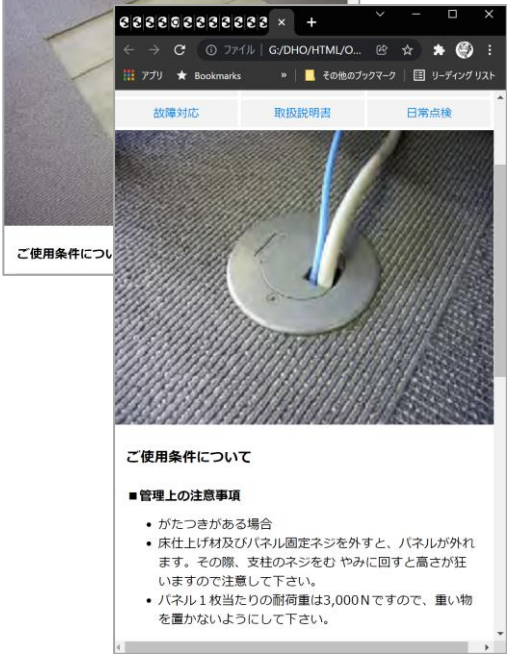 ファイル | G:/DHO/HTML/O...
アプリ ★ Bookmarks » その他のブックマーク リーディング リスト
故障対応 取扱説明書 日常点検
ご使用条件につい
ご使用条件について
■管理上の注意事項
• がたつきがある場合
• 床仕上げ材及びパネル固定ネジを外すと、パネルが外れ
ます。その際、支柱のネジをむ やみに回すと高さが狂
いますので注意して下さい。
• パネル１枚当たりの耐荷重は3,000Ｎですので、重い物
を置かないようにして下さい。